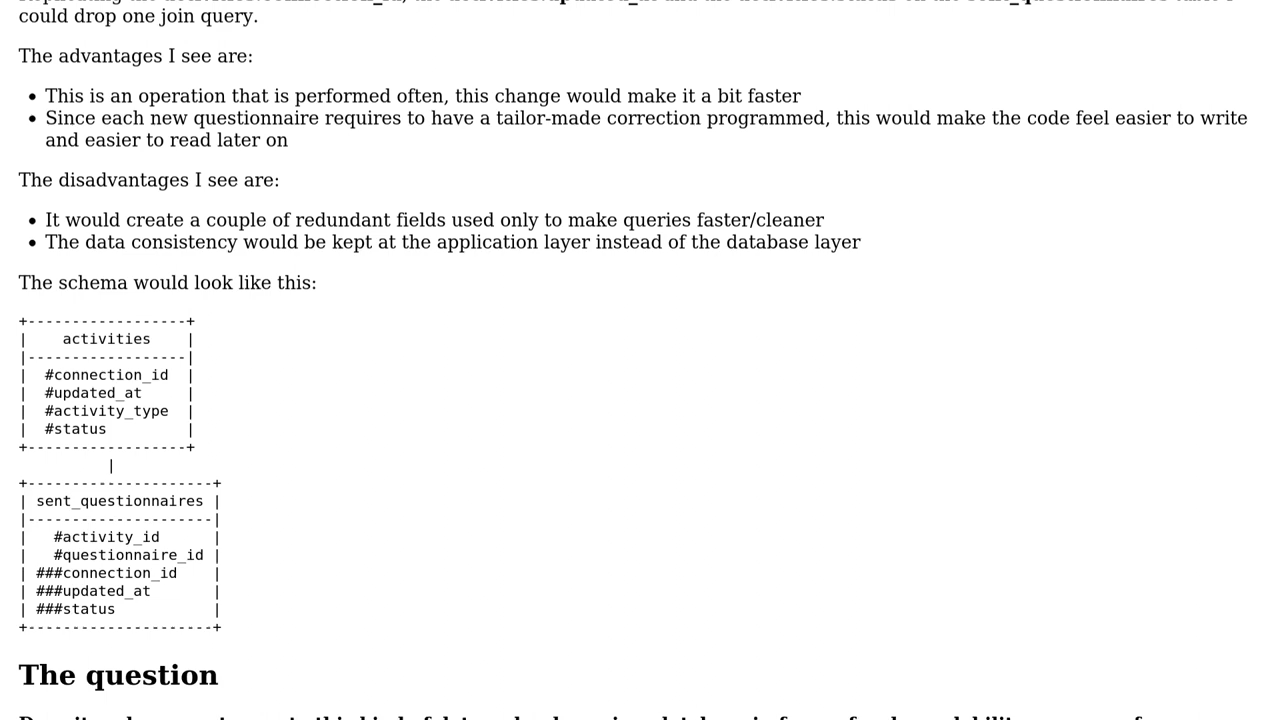 could drop one join query.
The advantages I see are:
• This is an operation that is performed often, this change would make it a bit faster
• Since each new questionnaire requires to have a tailor-made correction programmed, this would make the code feel easier to write
and easier to read later on
The disadvantages I see are:
• It would create a couple of redundant fields used only to make queries faster/cleaner
• The data consistency would be kept at the application layer instead of the database layer
The schema would look like this:
+------------------+
|    activities    |
|------------------|
|  #connection_id  |
|  #updated_at     |
|  #activity_type  |
|  #status         |
+------------------+
          |
+---------------------+
| sent_questionnaires |
|---------------------|
|   #activity_id      |
|   #questionnaire_id |
| ###connection_id    |
| ###updated_at       |
| ###status           |
+---------------------+
The question